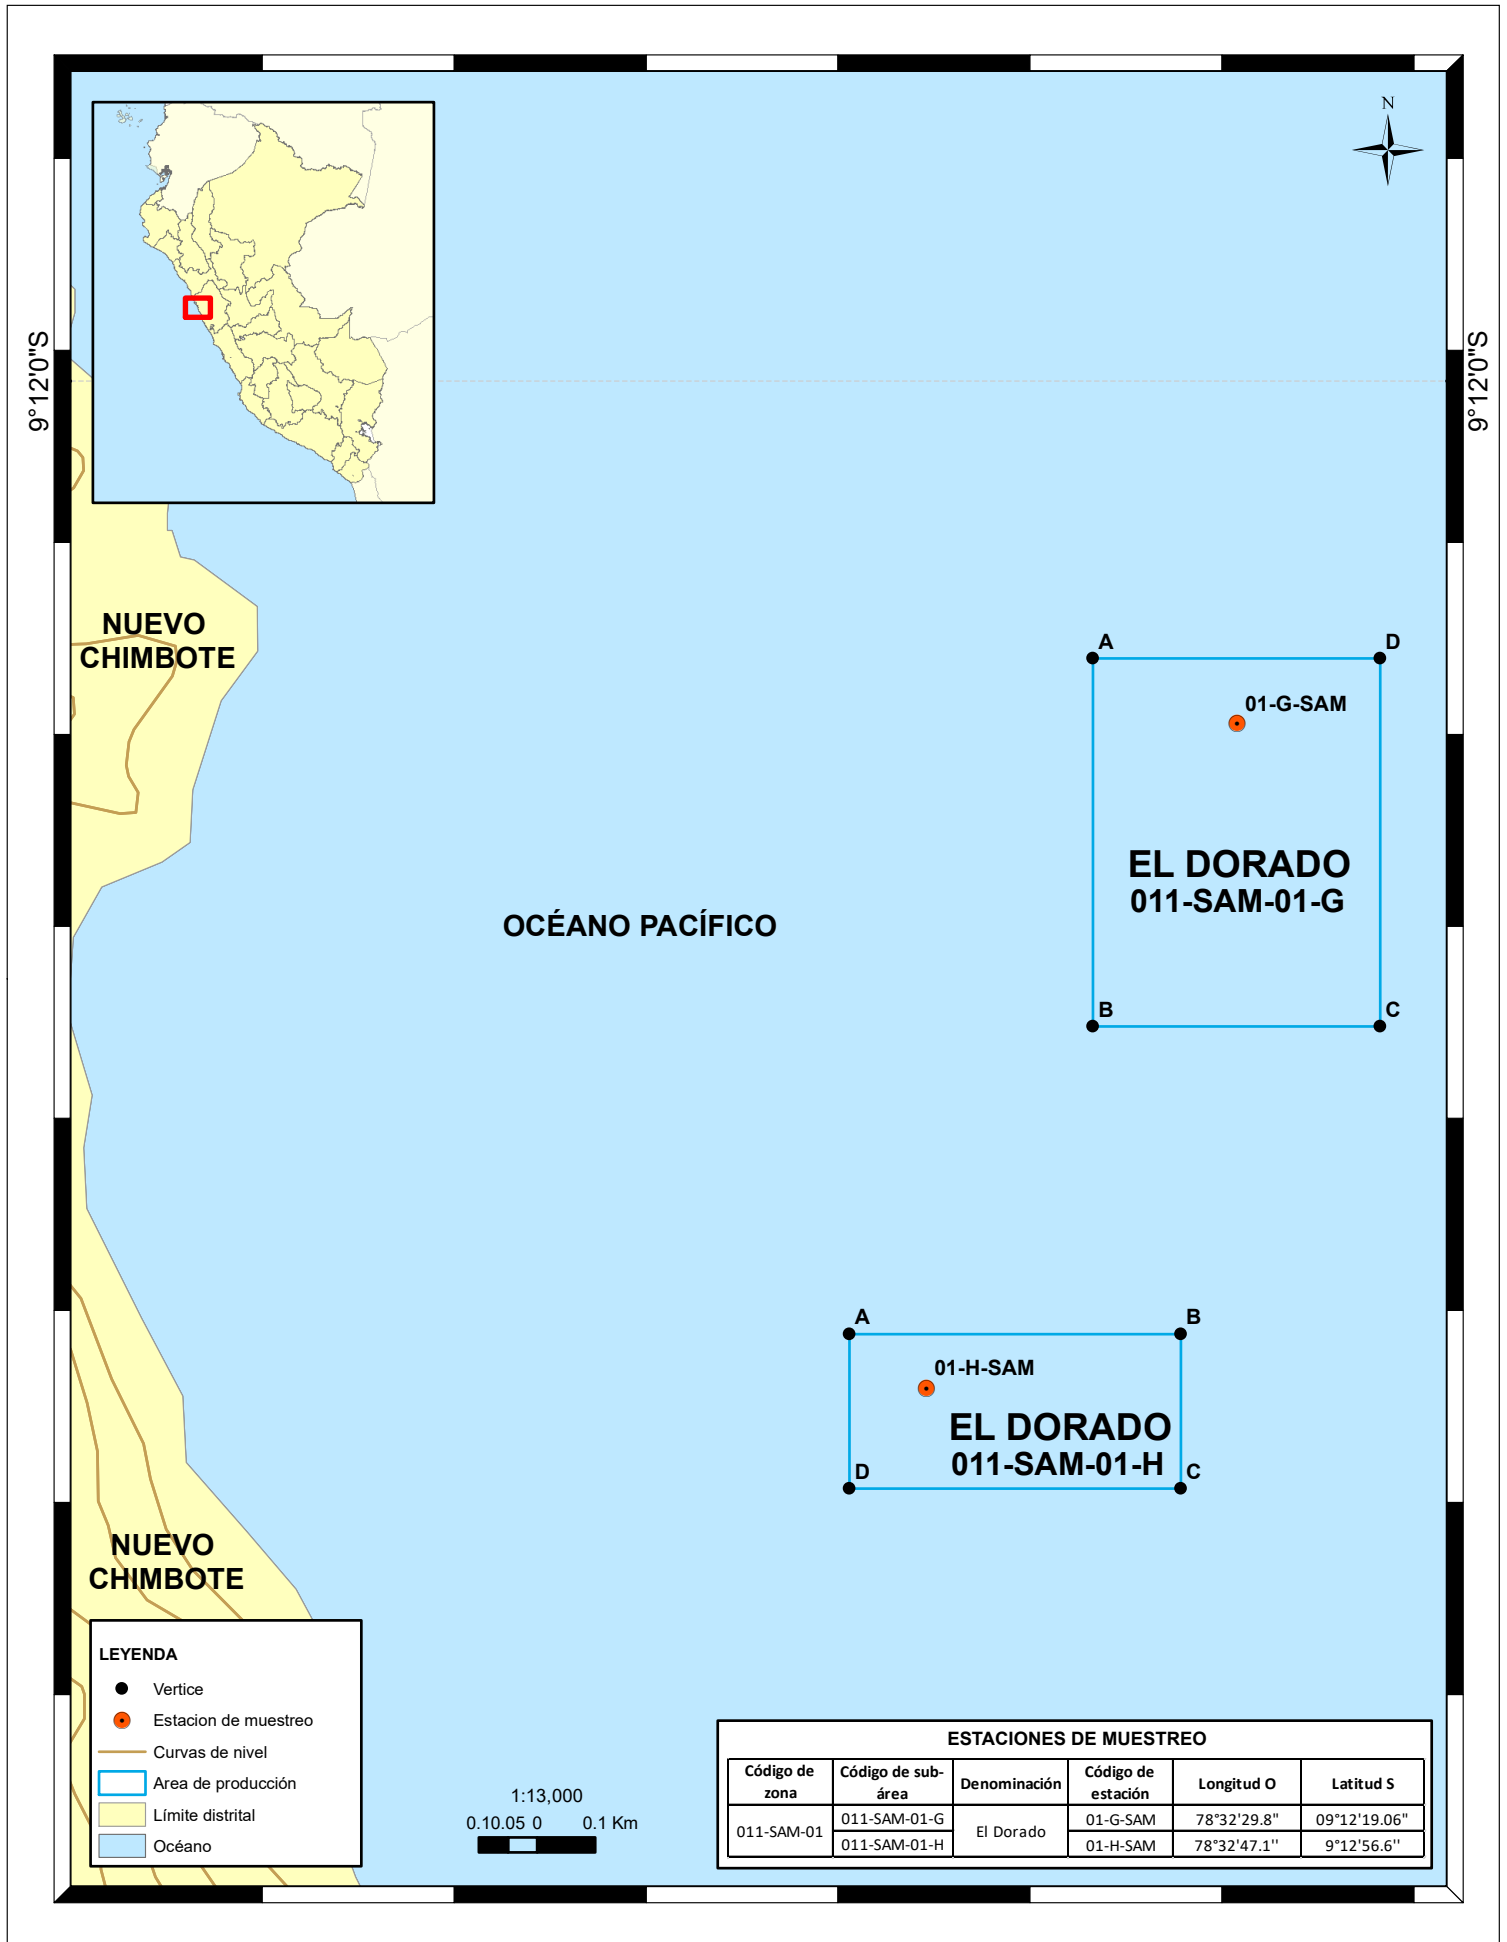 N
9°12'0"S
9°12'0"S
NUEVO
CHIMBOTE
A
D
01-G-SAM
EL DORADO
011-SAM-01-G
OCÉANO PACÍFICO
B
C
A
B
01-H-SAM
EL DORADO
011-SAM-01-H
D
C
NUEVO
CHIMBOTE
LEYENDA
Vertice
Estacion de muestreo
Curvas de nivel
Area de producción
Límite distrital
Océano
1:13,000
0.10.05 0 0.1 Km
ESTACIONES DE MUESTREO
Código de zona Código de sub-área Denominación Código de estación Longitud O Latitud S
011-SAM-01 011-SAM-01-G El Dorado 01-G-SAM 78°32'29.8" 09°12'19.06"
011-SAM-01-H 01-H-SAM 78°32'47.1'' 9°12'56.6''